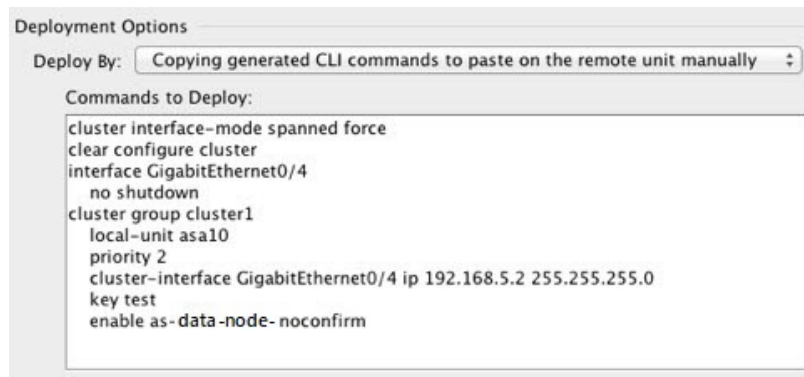 Deployment Options
Deploy By: Copying generated CLI commands to paste on the remote unit manually
Commands to Deploy:
cluster interface-mode spanned force
clear configure cluster
interface GigabitEthernet0/4
no shutdown
cluster group cluster1
local-unit asa10
priority 2
cluster-interface GigabitEthernet0/4 ip 192.168.5.2 255.255.255.0
key test
enable as-data-node-noconfirm